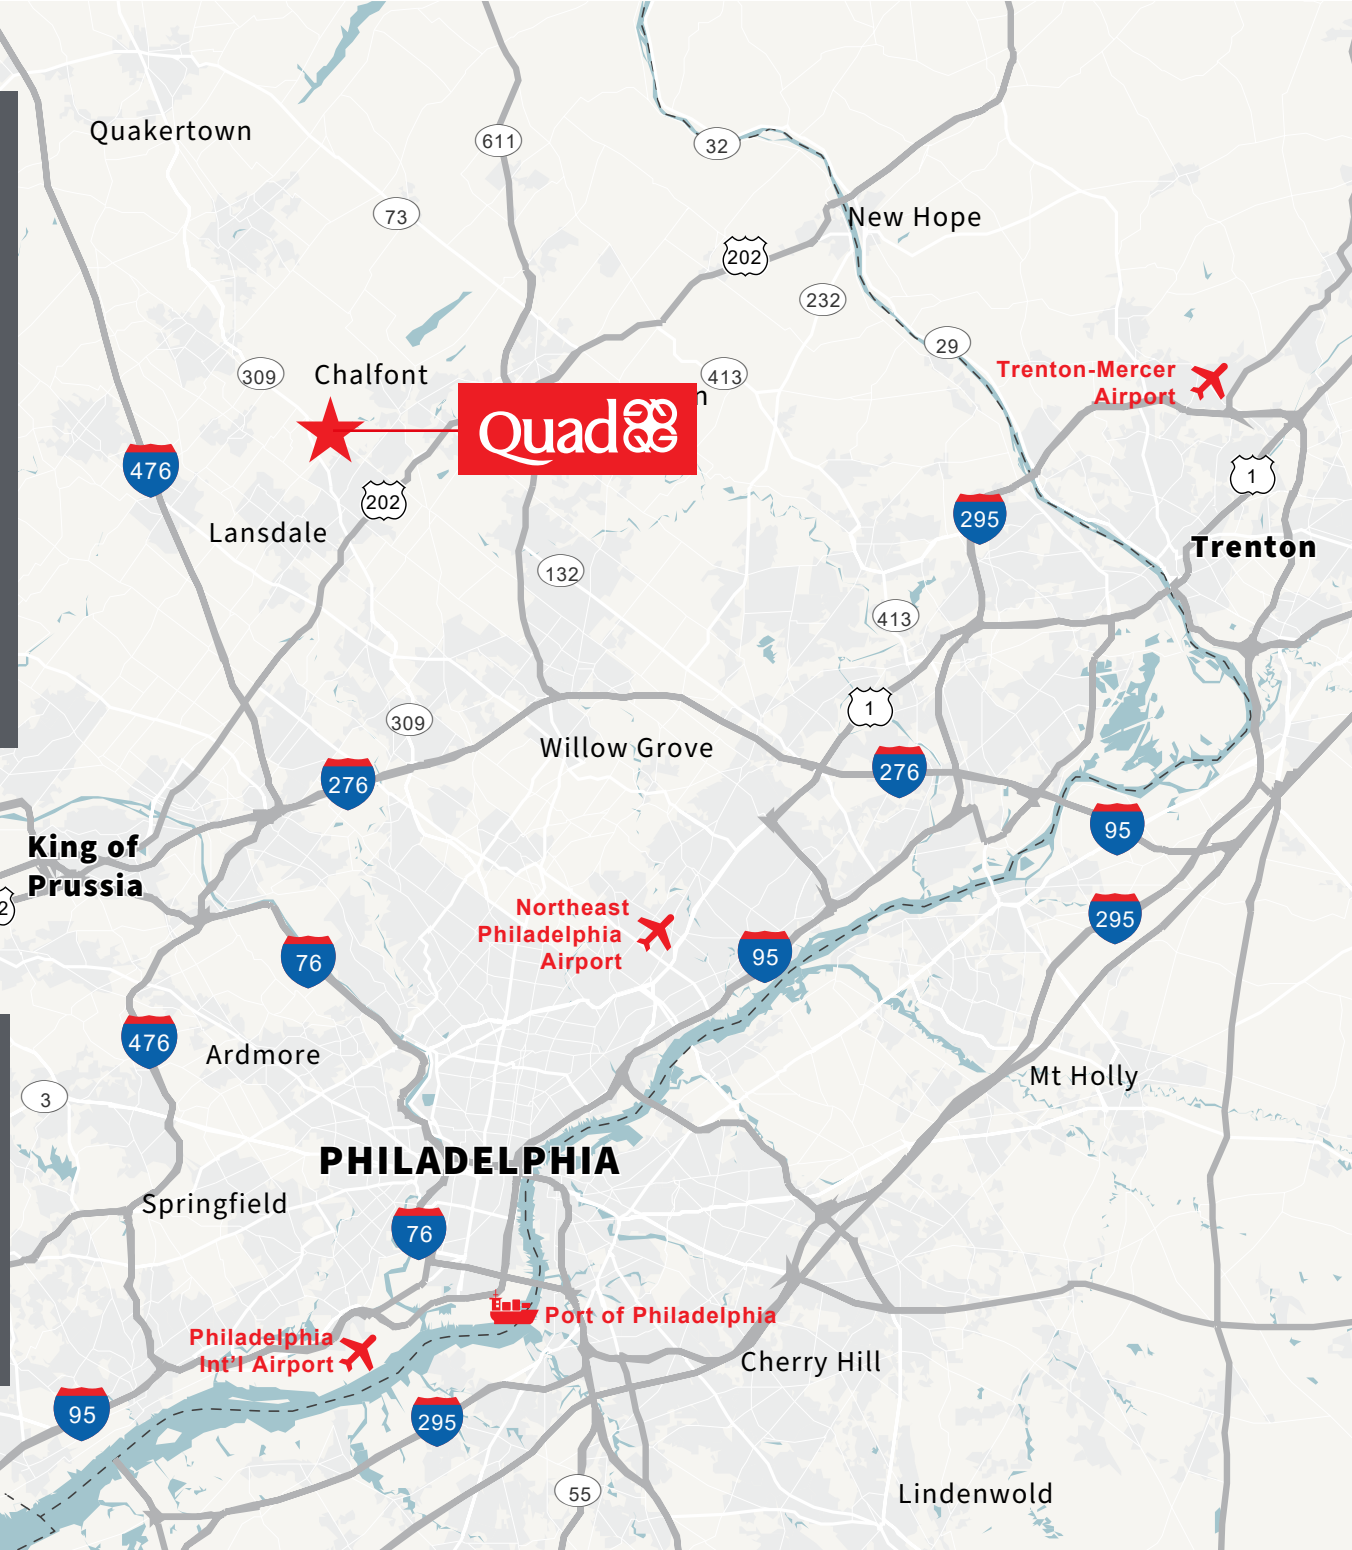 Quakertown
611
32
73
New Hope
202
232
29
309
Chalfont
413
Trenton-Mercer
Airport
n
Quad
QG
476
202
1
295
Lansdale
Trenton
132
413
1
309
Willow Grove
276
276
95
King of
Prussia
2
295
Northeast
Philadelphia
Airport
95
76
476
Ardmore
3
Mt Holly
PHILADELPHIA
Springfield
76
Port of Philadelphia
Philadelphia
Int'l Airport
Cherry Hill
95
295
55
Lindenwold